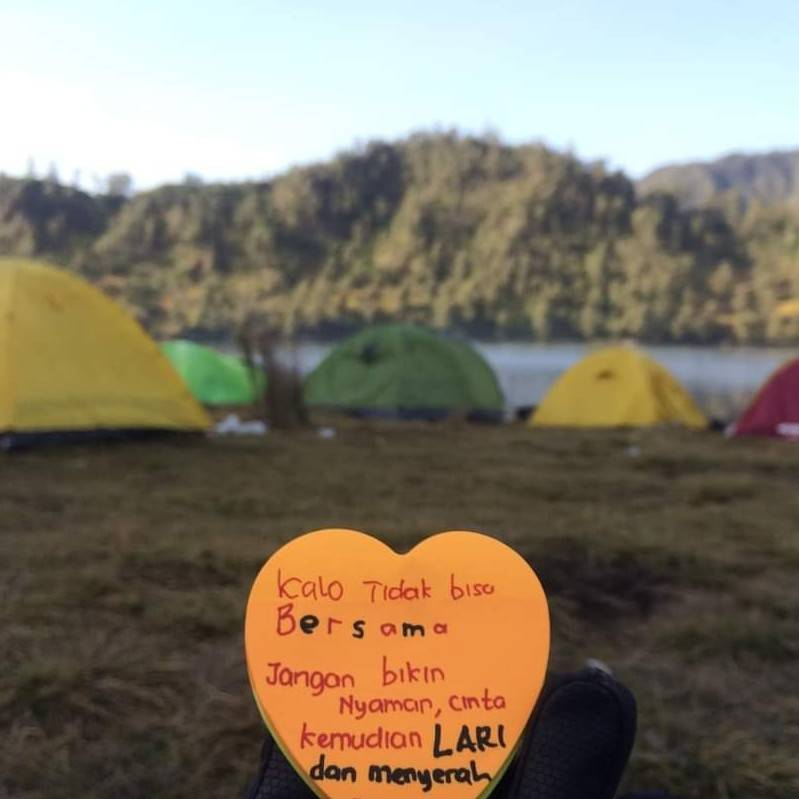 Kalo Tidak bisa
Bersama
Jangan bikin
Nyaman, cinta
kemudian LARI
dan menyerah